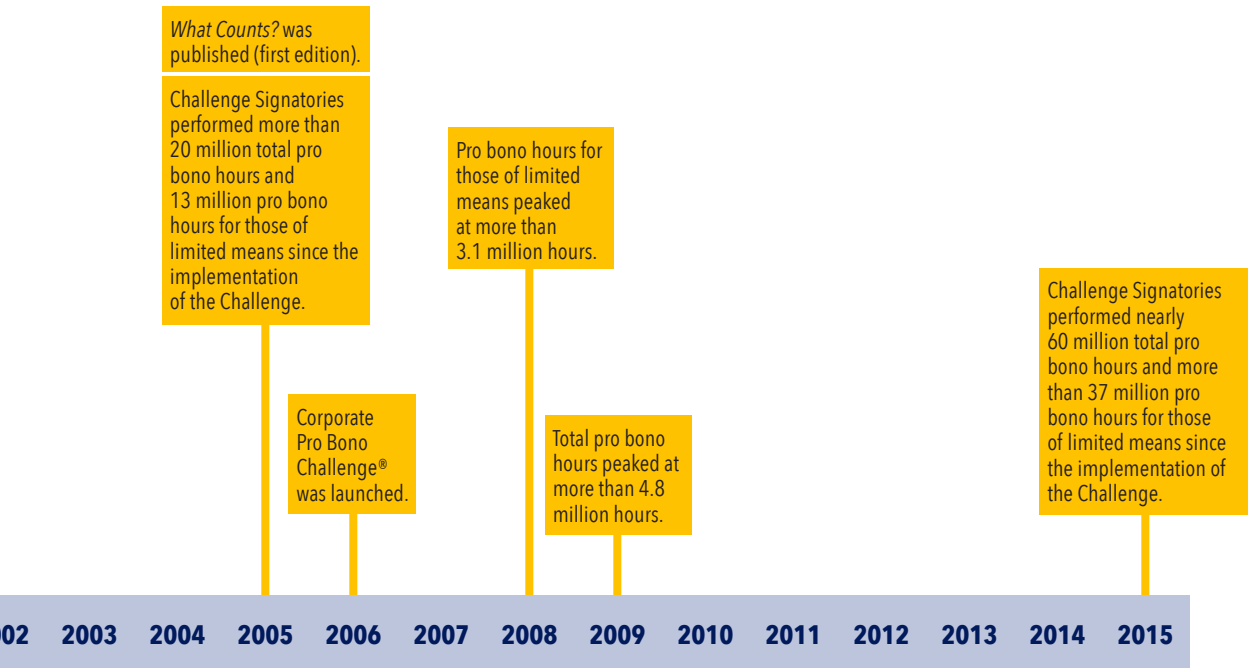 What Counts? was
published (first edition).
Challenge Signatories
performed more than
20 million total pro
bono hours and
13 million pro bono
hours for those of
limited means since the
implementation
of the Challenge.
Corporate
Pro Bono
Challenge®
was launched.
Pro bono hours for
those of limited
means peaked
at more than
3.1 million hours.
Total pro bono
hours peaked at
more than 4.8
million hours.
Challenge Signatories
performed nearly
60 million total pro
bono hours and more
than 37 million pro
bono hours for those
of limited means since
the implementation of
the Challenge.
02 2003 2004 2005 2006 2007 2008 2009 2010 2011 2012 2013 2014 2015